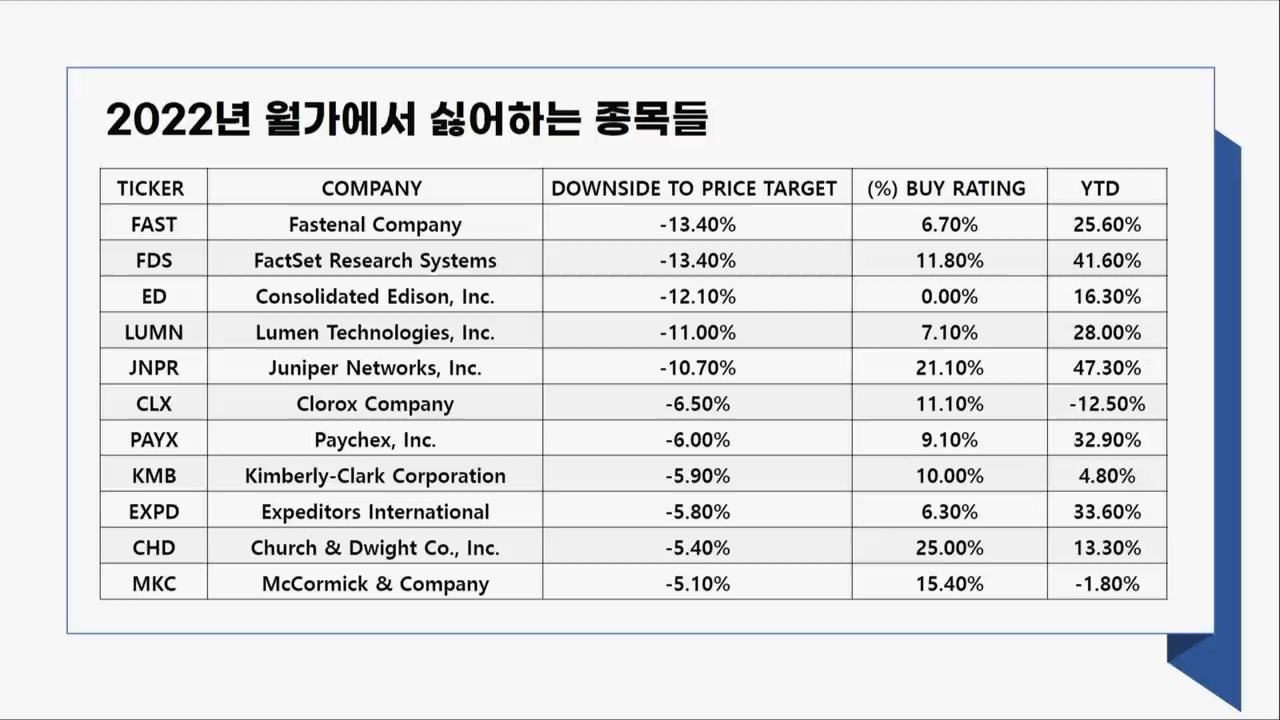 2022년 월가에서 싫어하는 종목들
TICKER COMPANY DOWNSIDE TO PRICE TARGET (%) BUY RATING YTD
FAST Fastenal Company -13.40% 6.70% 25.60%
FDS FactSet Research Systems -13.40% 11.80% 41.60%
ED Consolidated Edison, Inc. -12.10% 0.00% 16.30%
LUMN Lumen Technologies, Inc. -11.00% 7.10% 28.00%
JNPR Juniper Networks, Inc. -10.70% 21.10% 47.30%
CLX Clorox Company -6.50% 11.10% -12.50%
PAYX Paychex, Inc. -6.00% 9.10% 32.90%
KMB Kimberly-Clark Corporation -5.90% 10.00% 4.80%
EXPD Expeditors International -5.80% 6.30% 33.60%
CHD Church & Dwight Co., Inc. -5.40% 25.00% 13.30%
MKC McCormick & Company -5.10% 15.40% -1.80%